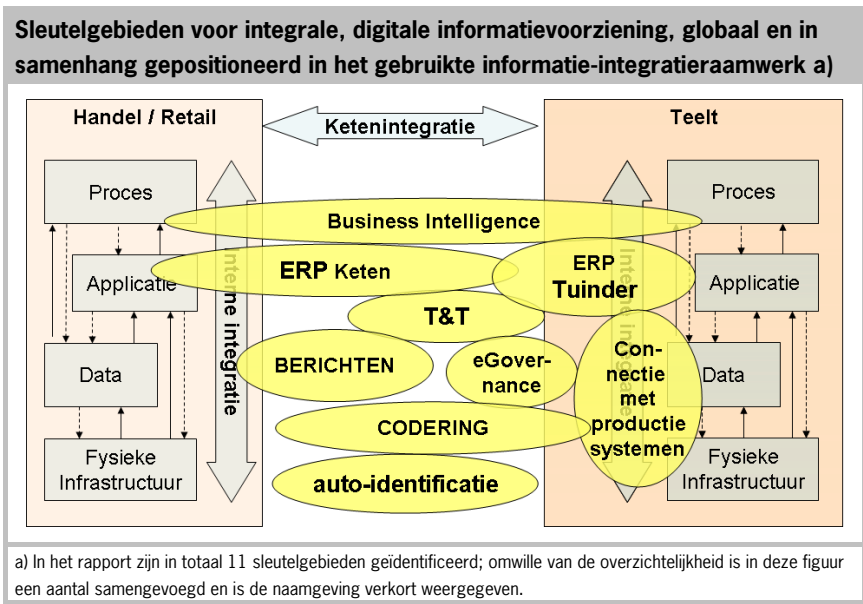 Sleutelgebieden voor integrale, digitale informatievoorziening, globaal en in
samenhang gepositioneerd in het gebruikte informatie-integratieraamwerk a)
Handel / Retail
Ketenintegratie
Teelt
Proces
Applicatie
Data
Fysieke
Infrastructuur
Interne integratie
Business Intelligence
ERP Keten
ERP
Tuinder
T&T
BERICHTEN
eGover-
nance
Con-
nectie
met
productie
systemen
CODERING
auto-identificatie
Interne integratie
Proces
Applicatie
Data
Fysieke
Infrastructuur
a) In het rapport zijn in totaal 11 sleutelgebieden geïdentificeerd; omwille van de overzichtelijkheid is in deze figuur
een aantal samengevoegd en is de naamgeving verkort weergegeven.